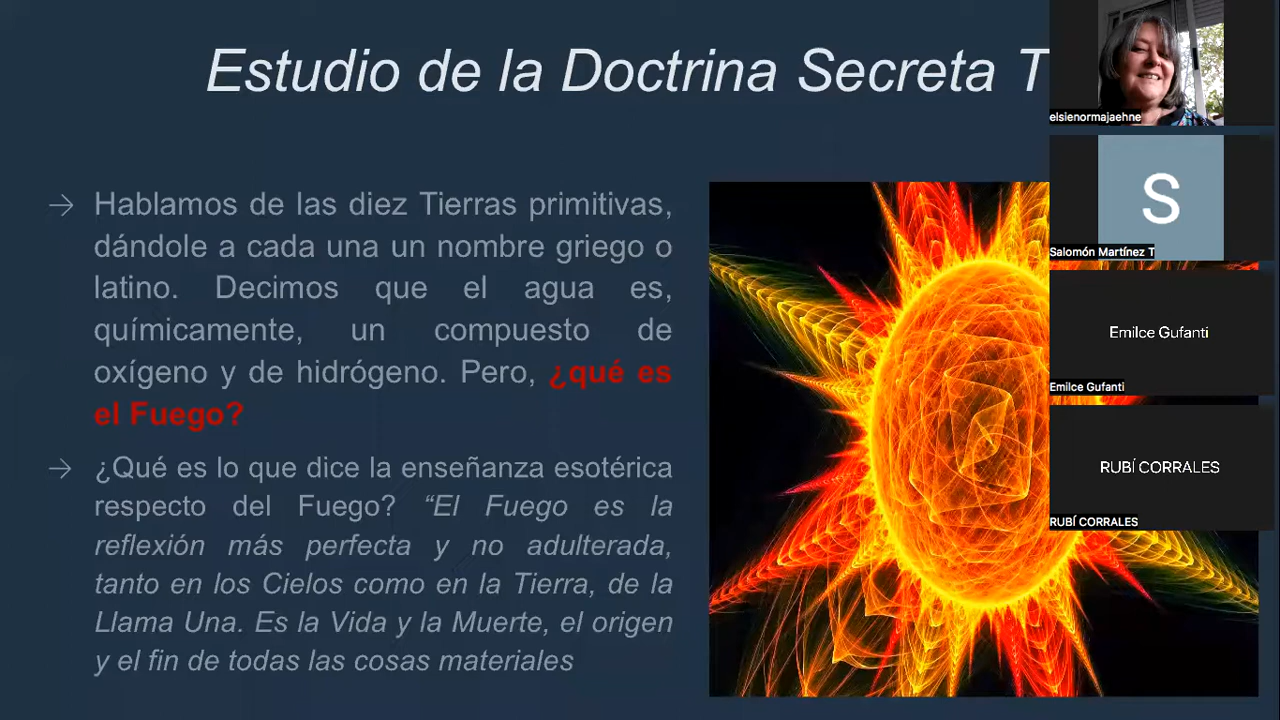 Estudio de la Doctrina Secreta T
→ Hablamos de las diez Tierras primitivas,
dándole a cada una un nombre griego o
latino. Decimos que el agua es,
químicamente, un compuesto de
oxígeno y de hidrógeno. Pero, ¿qué es
el Fuego?
→ ¿Qué es lo que dice la enseñanza esotérica
respecto del Fuego? “El Fuego es la
reflexión más perfecta y no adulterada,
tanto en los Cielos como en la Tierra, de la
Llama Una. Es la Vida y la Muerte, el origen
y el fin de todas las cosas materiales
elsienormajaehne
S
Salomón Martínez T
Emilce Gufanti
Emilce Gufanti
RUBÍ CORRALES
RUBÍ CORRALES